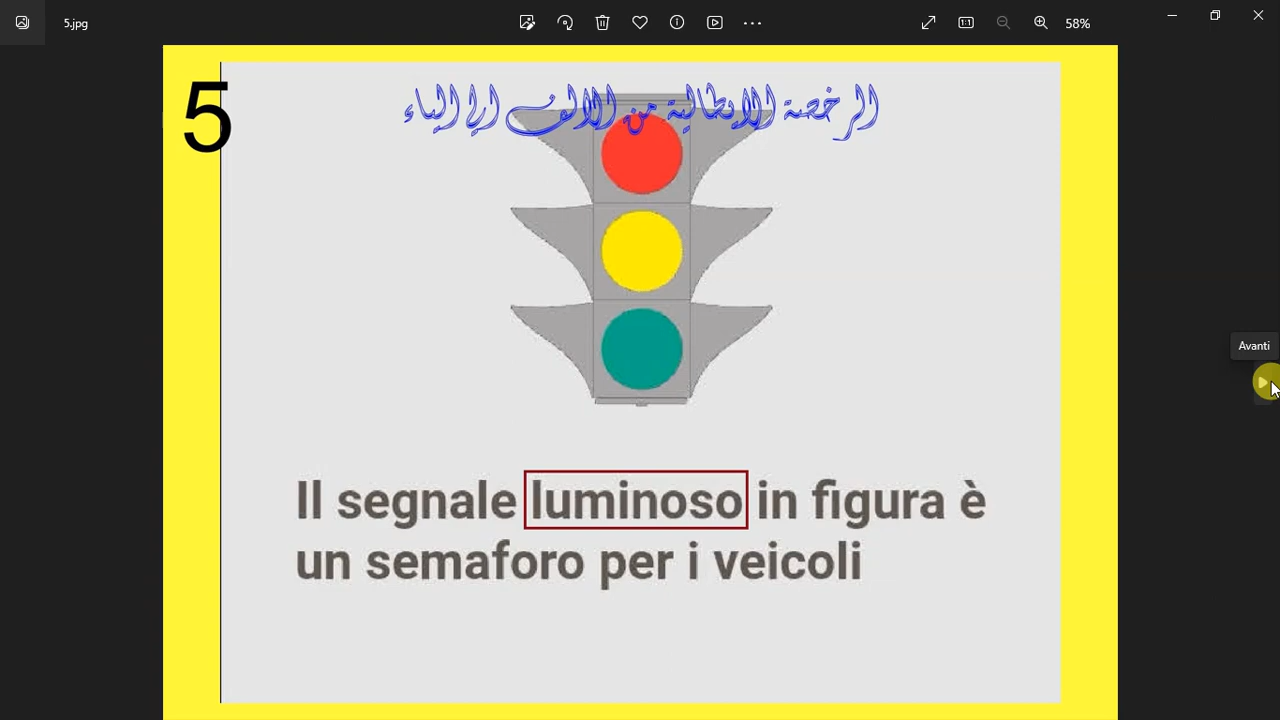 5.jpg
58%
5
الرخصة الايطالية من الالف الى الياء
Avanti
Il segnale luminoso in figura è
un semaforo per i veicoli